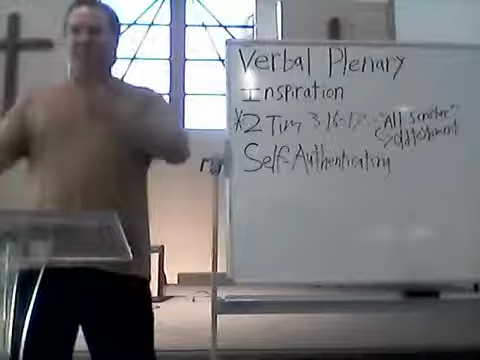 Verbal Plenary
Inspiration
*2 Tim 3:16-17 - "All scripture"
Self-Authenticating